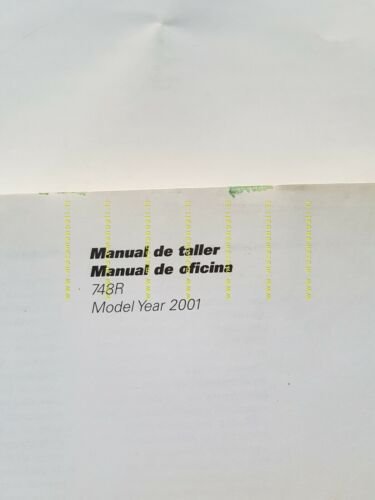 Manual de taller
Manual de oficina
748R
Model Year 2001